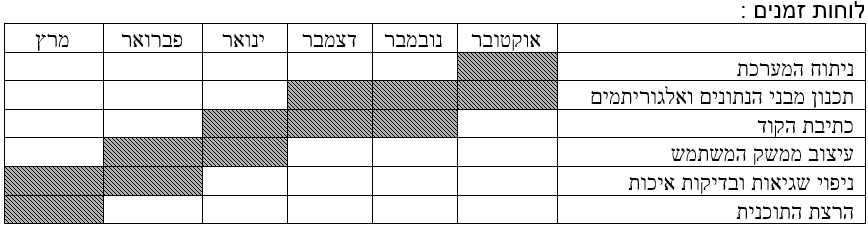 לוחות זמנים :
אוקטובר נובמבר דצמבר ינואר פברואר מרץ
ניתוח המערכת
תכנון מבני הנתונים ואלגוריתמים
כתיבת הקוד
עיצוב ממשק המשתמש
ניפוי שגיאות ובדיקות איכות
הרצת התוכנית